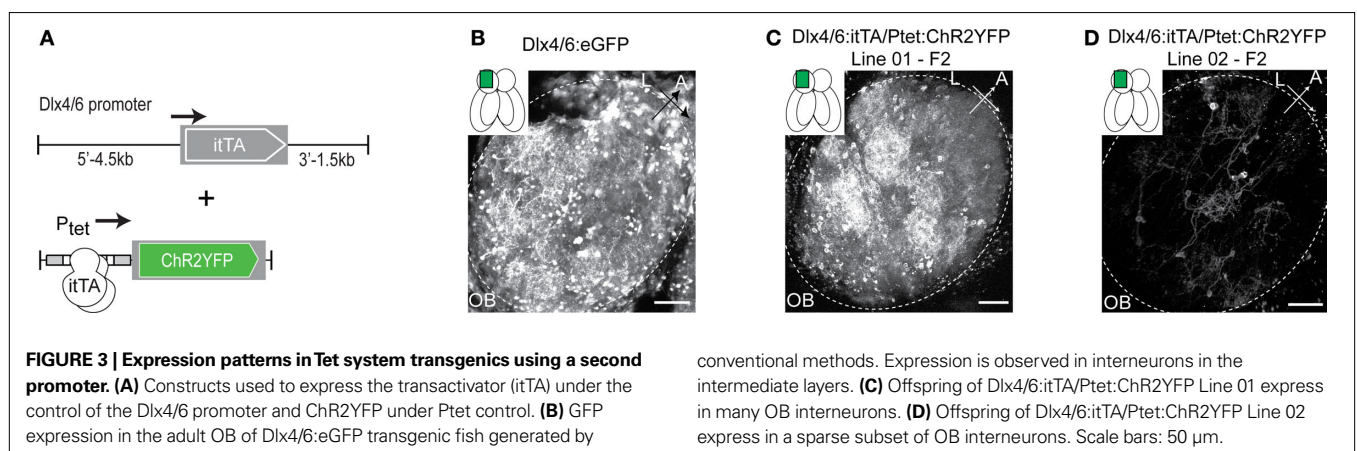 A
Dlx4/6 promoter
itTA
5'-4.5kb
3'-1.5kb
+
Ptet
ChR2YFP
itTA
B
Dlx4/6:eGFP
L
A
OB
C
Dlx4/6:itTA/Ptet:ChR2YFP
Line 01 - F2
L
A
OB
D
Dlx4/6:itTA/Ptet:ChR2YFP
Line 02 - F2
L
A
OB
FIGURE 3 | Expression patterns in Tet system transgenics using a second
promoter. (A) Constructs used to express the transactivator (itTA) under the
control of the Dlx4/6 promoter and ChR2YFP under Ptet control. (B) GFP
expression in the adult OB of Dlx4/6:eGFP transgenic fish generated by
conventional methods. Expression is observed in interneurons in the
intermediate layers. (C) Offspring of Dlx4/6:itTA/Ptet:ChR2YFP Line 01 express
in many OB interneurons. (D) Offspring of Dlx4/6:itTA/Ptet:ChR2YFP Line 02
express in a sparse subset of OB interneurons. Scale bars: 50 μm.